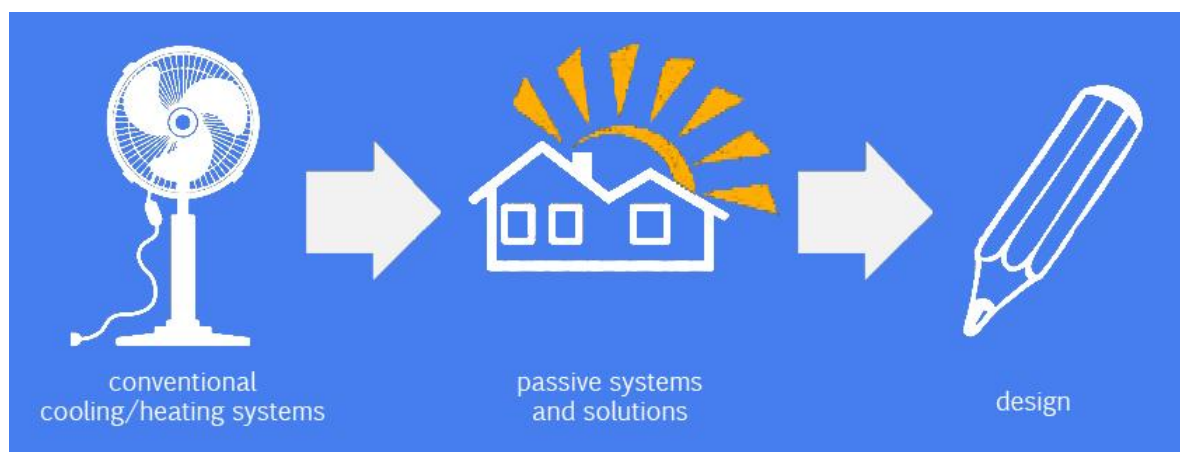 conventional
cooling/heating systems
passive systems
and solutions
design